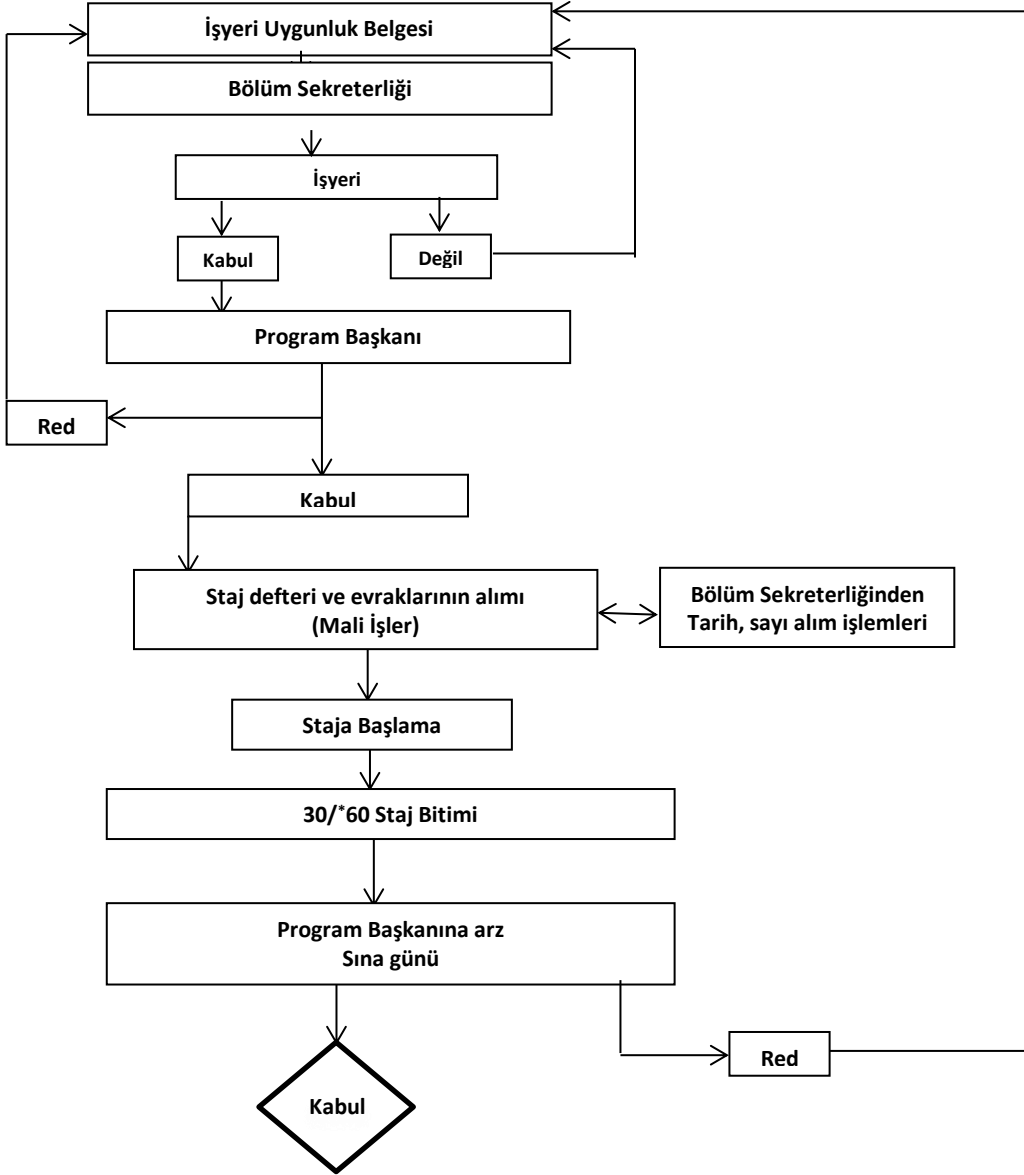 İşyeri Uygunluk Belgesi
Bölüm Sekreterliği
İşyeri
Kabul
Değil
Program Başkanı
Red
Kabul
Staj defteri ve evraklarının alımı
(Mali İşler)
Bölüm Sekreterliğinden
Tarih, sayı alım işlemleri
Staja Başlama
30/*60 Staj Bitimi
Program Başkanına arz
Sına günü
Red
Kabul